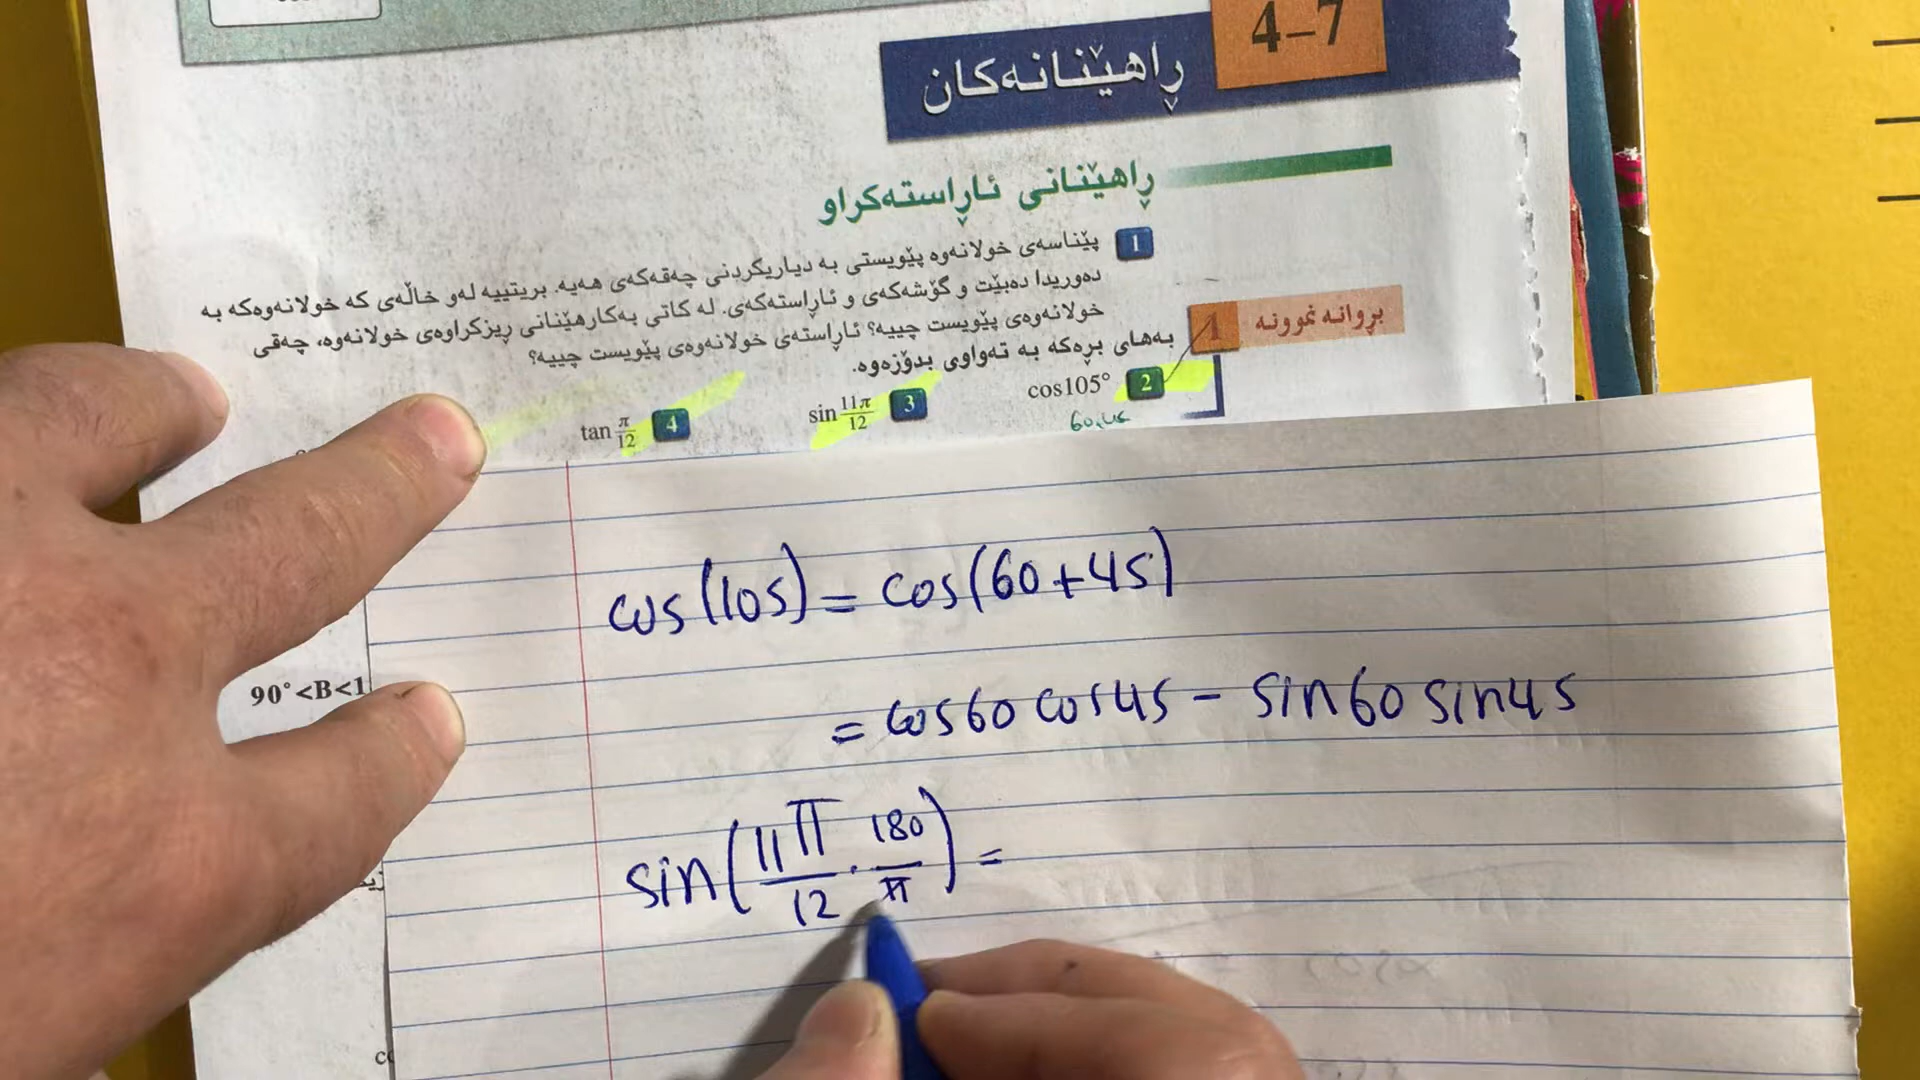 4–7
ڕاهێنانەکان
ڕاهێنانی ئاڕاستەکراو
1 پێناسەی خولانەوە پێویستی بە دیاریکردنی چەقەکەی هەیە. بریتییە لەو خاڵەی کە خولانەوەکە بە
دەوریدا دەبێت و گۆشەکەی و ئاڕاستەکەی. لە کاتی بەکارهێنانی ڕیزکراوەی خولانەوە، چەقی
خولانەوەی پێویست چییە؟ ئاڕاستەی خولانەوەی پێویست چییە؟
بڕوانە نموونە 1 بەهای بڕەکە بە تەواوی بدۆزەوە.
2 cos105° 3 sin 11π/12 4 tan π/12
60,45
cos(105) = cos(60+45)
90°<B<1
= cos60 cos45 - sin60 sin45
sin(11π/12 · 180/π) =